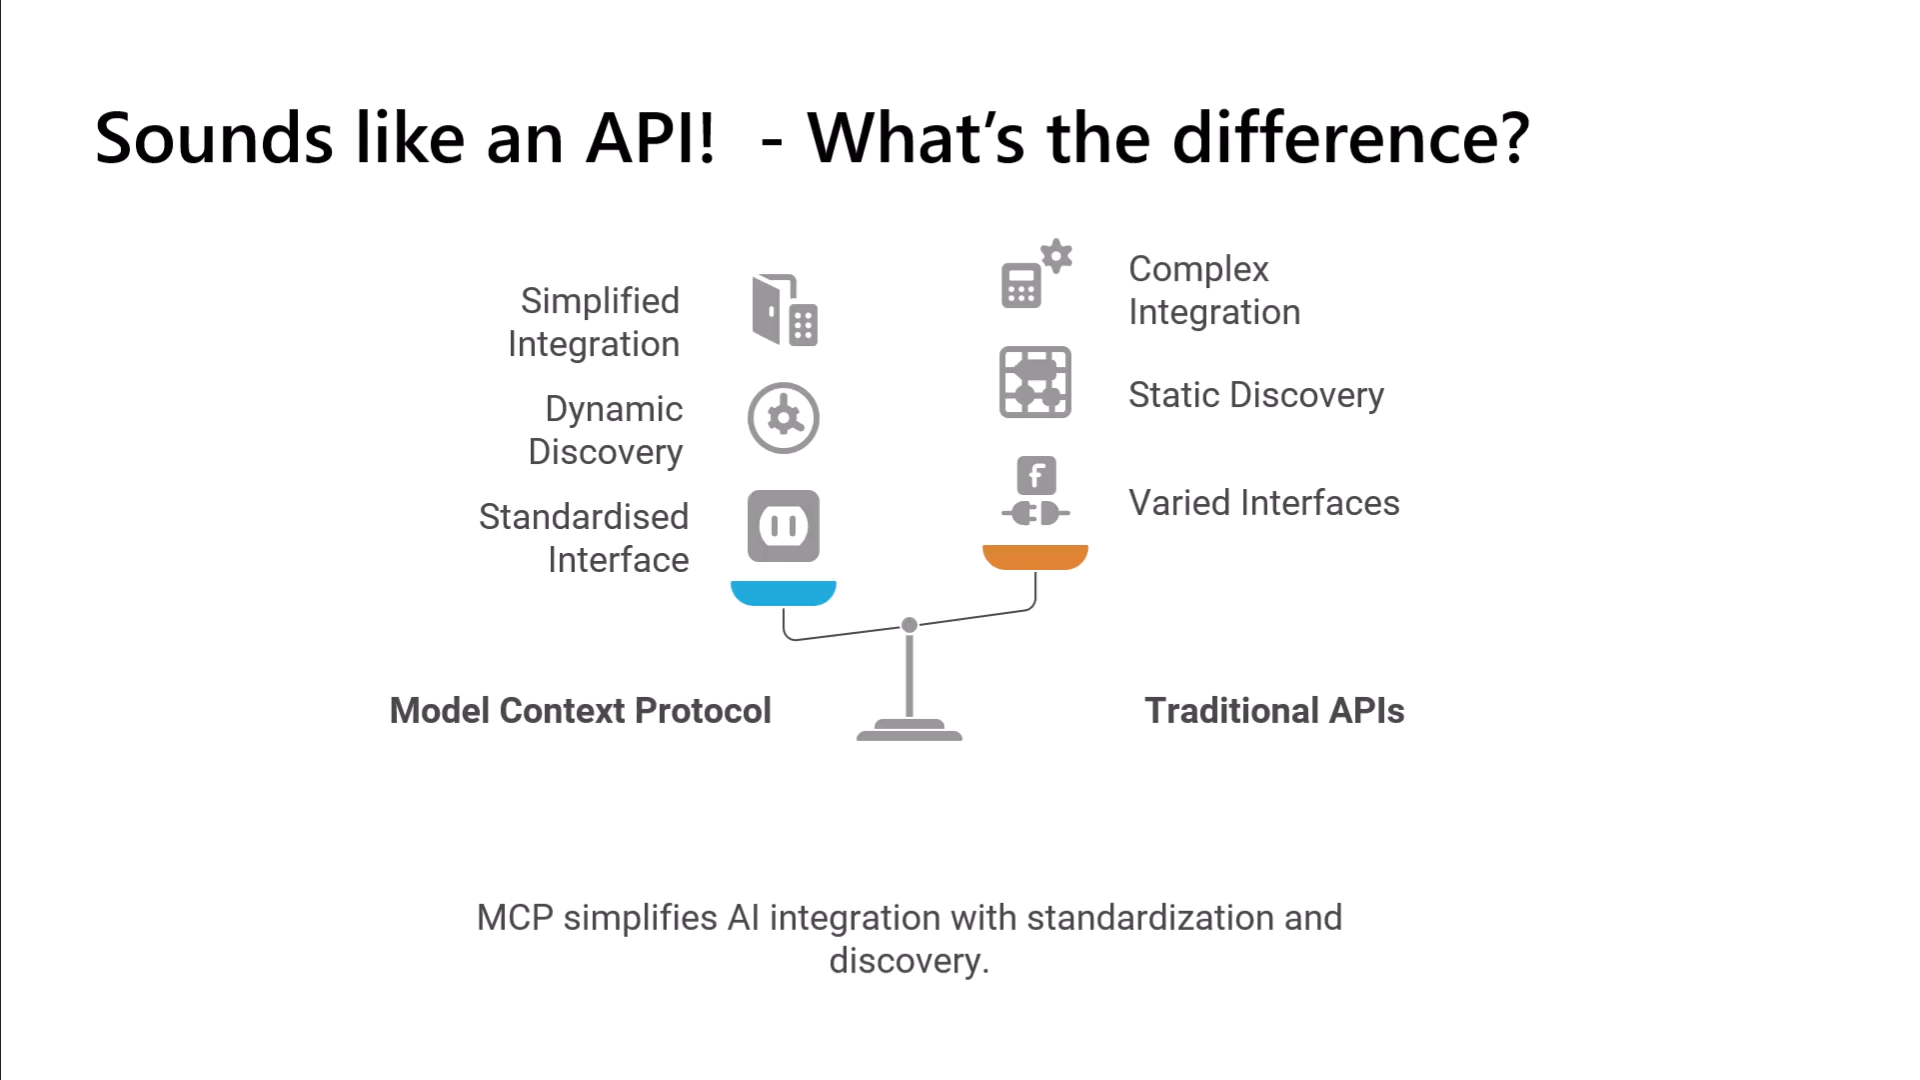 Sounds like an API!  - What's the difference?
Simplified
Integration
Dynamic
Discovery
Standardised
Interface
Complex
Integration
Static Discovery
f
Varied Interfaces
Model Context Protocol
Traditional APIs
MCP simplifies AI integration with standardization and
discovery.